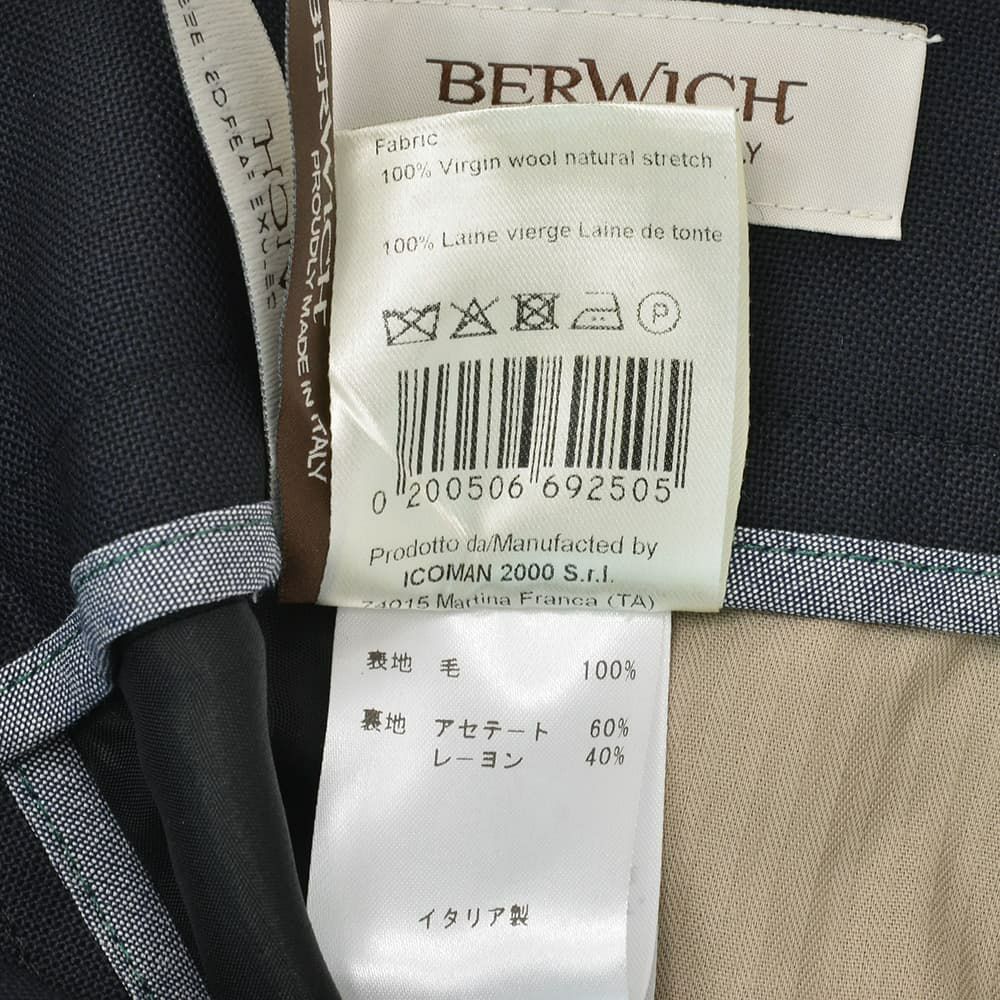 BERWICH
LY
BERWICH
PROUDLY MADE IN ITALY
Fabric
100% Virgin wool natural stretch
100% Laine vierge Laine de tonte
P
0 200506 692505
Prodotto da/Manufacted by
ICOMAN 2000 S.r.l.
74015 Martina Franca (TA)
表地 毛 100%
裏地 アセテート 60%
レーヨン 40%
イタリア製